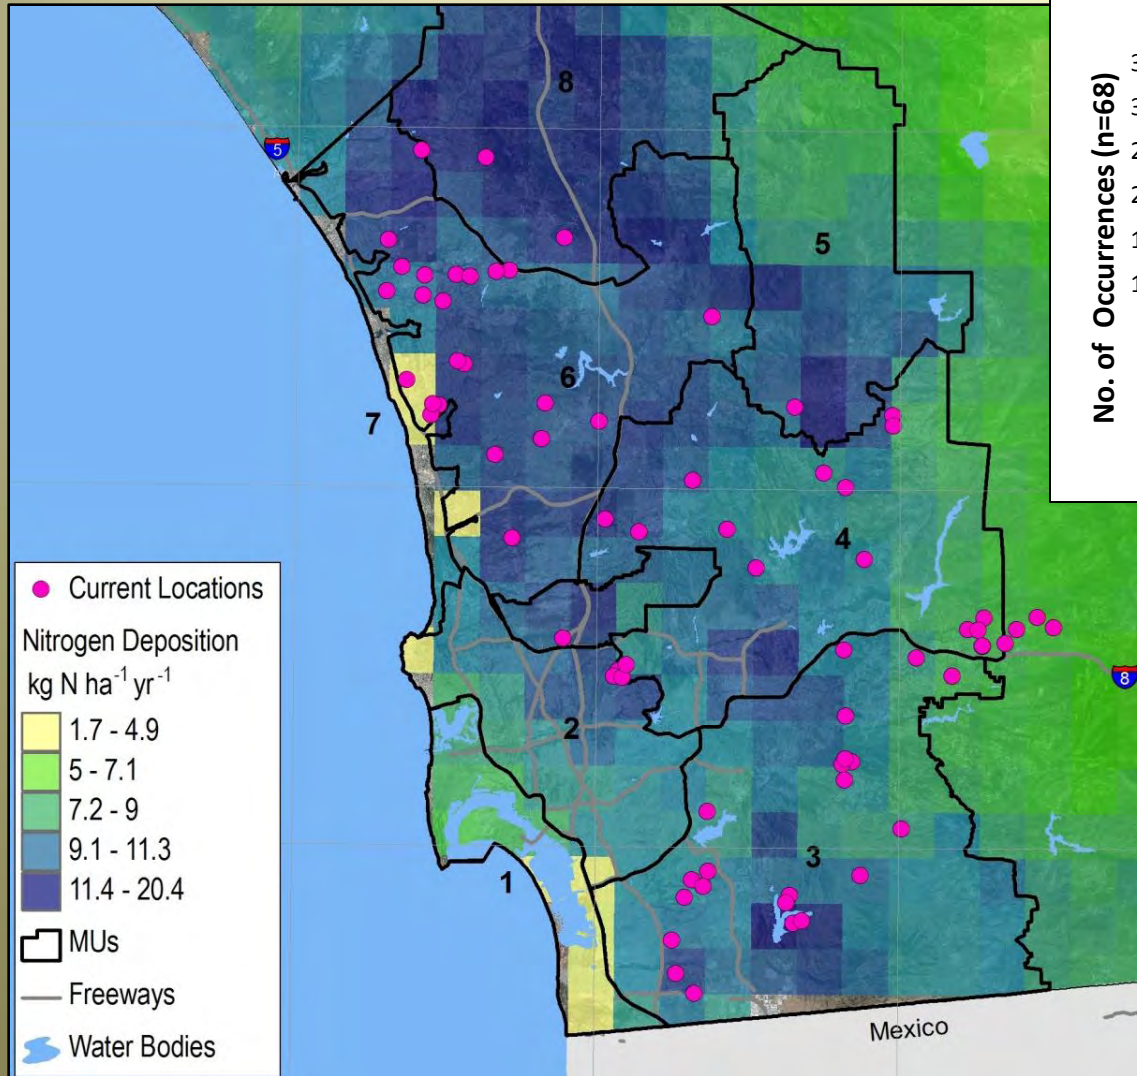 No. of Occurrences (n=68)
8
5
5
6
7
4
2
3
1
8
Mexico
Current Locations
Nitrogen Deposition
kg N ha⁻¹ yr⁻¹
1.7 - 4.9
5 - 7.1
7.2 - 9
9.1 - 11.3
11.4 - 20.4
MUs
Freeways
Water Bodies